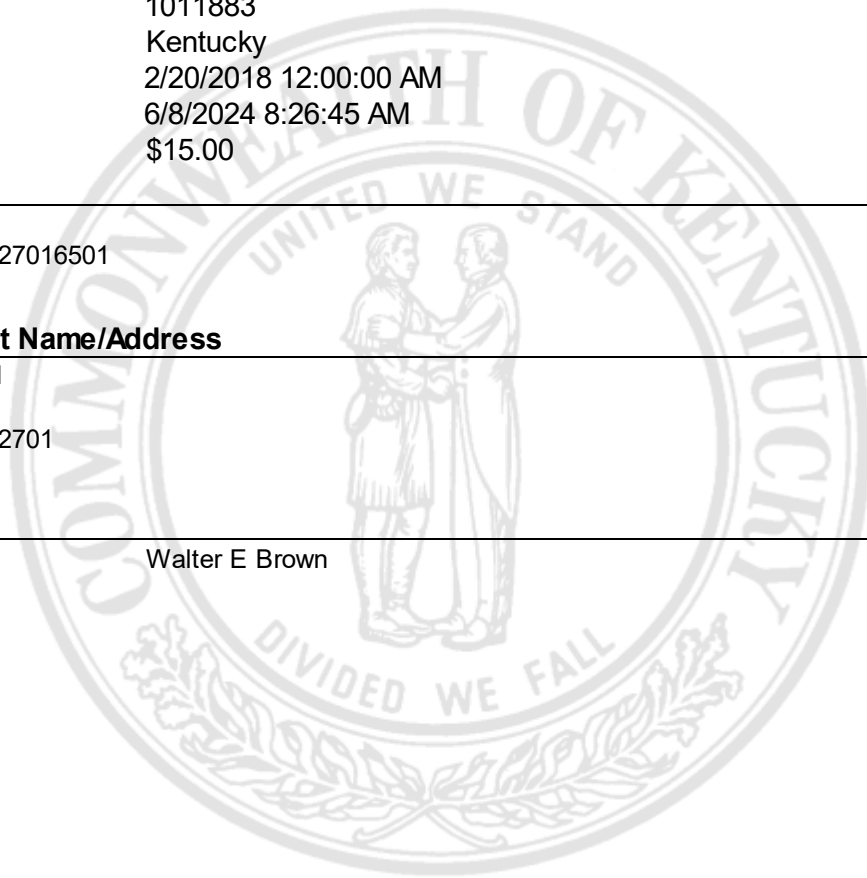 1011883
Kentucky
2/20/2018 12:00:00 AM
6/8/2024 8:26:45 AM
$15.00
27016501
t Name/Address
2701
Walter E Brown
COMMONWEALTH OF KENTUCKY
UNITED WE STAND
DIVIDED WE FALL